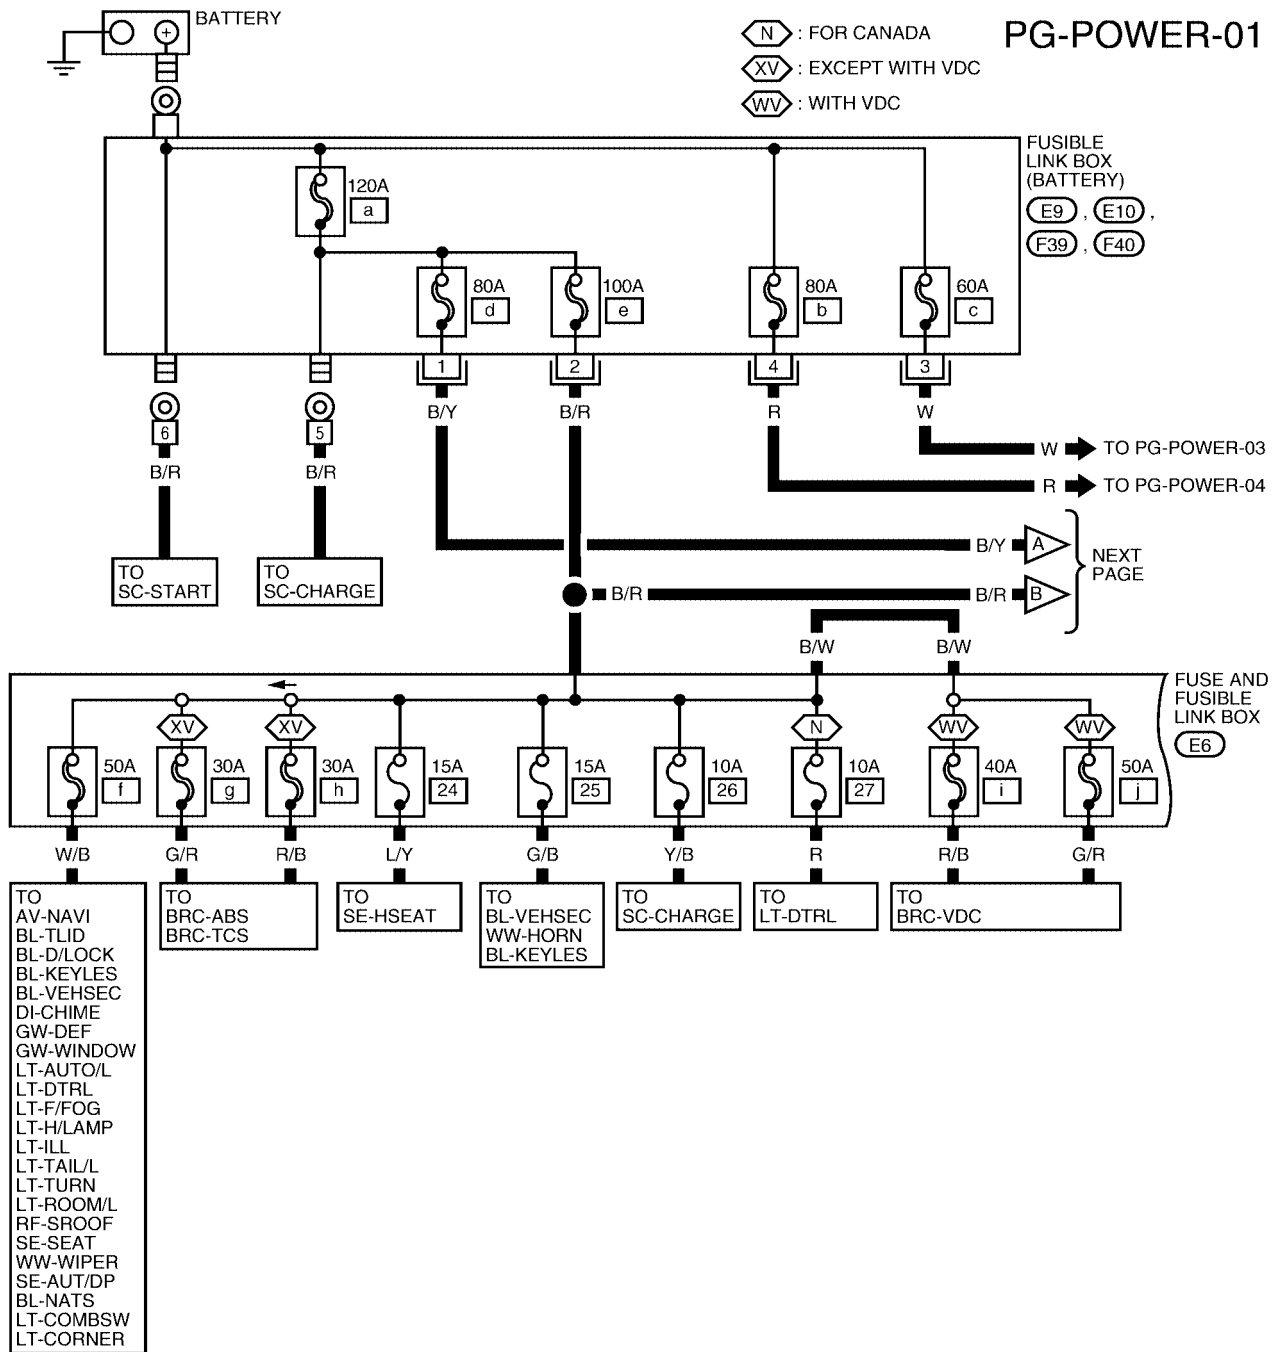 BATTERY
+
N : FOR CANADA
XV : EXCEPT WITH VDC
WV : WITH VDC
PG-POWER-01
FUSIBLE
LINK BOX
(BATTERY)
E9 , E10 ,
F39 , F40
120A
a
80A
d
100A
e
80A
b
60A
c
1
2
4
3
B/Y
B/R
R
W
6
5
B/R
B/R
W TO PG-POWER-03
R TO PG-POWER-04
TO
SC-START
TO
SC-CHARGE
B/Y A
B/R
B/R B
NEXT
PAGE
B/W
B/W
FUSE AND
FUSIBLE
LINK BOX
E6
XV
XV
N
WV
WV
50A
f
30A
g
30A
h
15A
24
15A
25
10A
26
10A
27
40A
i
50A
j
W/B
G/R
R/B
L/Y
G/B
Y/B
R
R/B
G/R
TO
AV-NAVI
BL-TLID
BL-D/LOCK
BL-KEYLES
BL-VEHSEC
DI-CHIME
GW-DEF
GW-WINDOW
LT-AUTO/L
LT-DTRL
LT-F/FOG
LT-H/LAMP
LT-ILL
LT-TAIL/L
LT-TURN
LT-ROOM/L
RF-SROOF
SE-SEAT
WW-WIPER
SE-AUT/DP
BL-NATS
LT-COMBSW
LT-CORNER
TO
BRC-ABS
BRC-TCS
TO
SE-HSEAT
TO
BL-VEHSEC
WW-HORN
BL-KEYLES
TO
SC-CHARGE
TO
LT-DTRL
TO
BRC-VDC